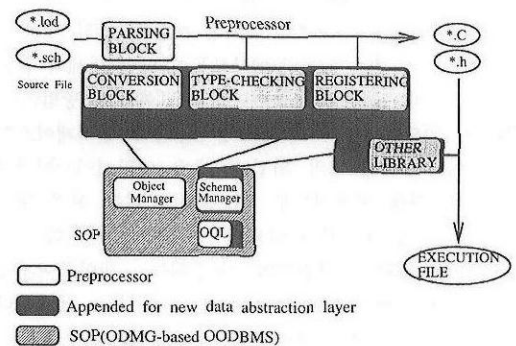 *.lod
*.sch
Source File
PARSING
BLOCK
Preprocessor
*.C
*.h
CONVERSION
BLOCK
TYPE-CHECKING
BLOCK
REGISTERING
BLOCK
OTHER
LIBRARY
Object
Manager
Schema
Manager
OQL
SOP
EXECUTION
FILE
Preprocessor
Appended for new data abstraction layer
SOP(ODMG-based OODBMS)